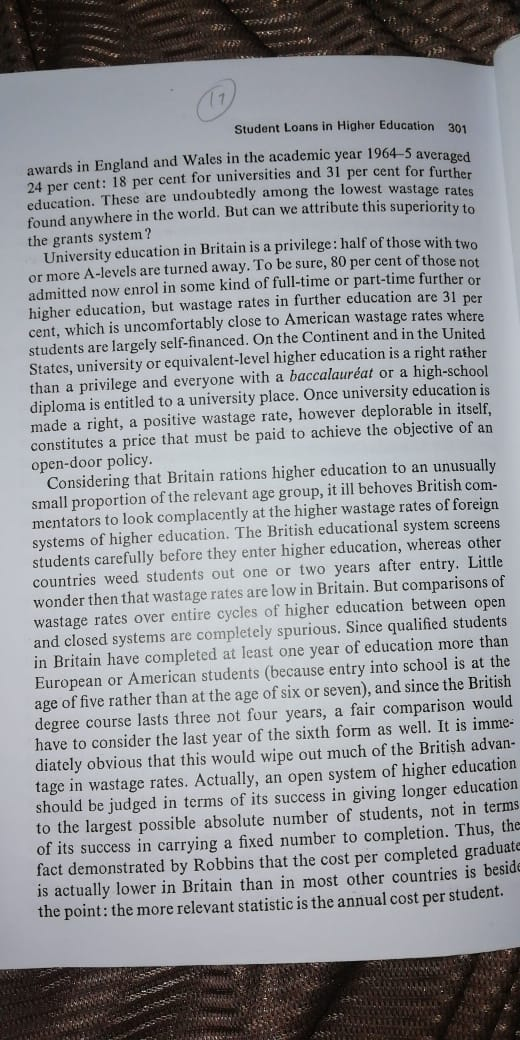 17
Student Loans in Higher Education 301
awards in England and Wales in the academic year 1964–5 averaged
24 per cent: 18 per cent for universities and 31 per cent for further
education. These are undoubtedly among the lowest wastage rates
found anywhere in the world. But can we attribute this superiority to
the grants system?
University education in Britain is a privilege: half of those with two
or more A-levels are turned away. To be sure, 80 per cent of those not
admitted now enrol in some kind of full-time or part-time further or
higher education, but wastage rates in further education are 31 per
cent, which is uncomfortably close to American wastage rates where
students are largely self-financed. On the Continent and in the United
States, university or equivalent-level higher education is a right rather
than a privilege and everyone with a baccalauréat or a high-school
diploma is entitled to a university place. Once university education is
made a right, a positive wastage rate, however deplorable in itself,
constitutes a price that must be paid to achieve the objective of an
open-door policy.
Considering that Britain rations higher education to an unusually
small proportion of the relevant age group, it ill behoves British com-
mentators to look complacently at the higher wastage rates of foreign
systems of higher education. The British educational system screens
students carefully before they enter higher education, whereas other
countries weed students out one or two years after entry. Little
wonder then that wastage rates are low in Britain. But comparisons of
wastage rates over entire cycles of higher education between open
and closed systems are completely spurious. Since qualified students
in Britain have completed at least one year of education more than
European or American students (because entry into school is at the
age of five rather than at the age of six or seven), and since the British
degree course lasts three not four years, a fair comparison would
have to consider the last year of the sixth form as well. It is imme-
diately obvious that this would wipe out much of the British advan-
tage in wastage rates. Actually, an open system of higher education
should be judged in terms of its success in giving longer education
to the largest possible absolute number of students, not in terms
of its success in carrying a fixed number to completion. Thus, the
fact demonstrated by Robbins that the cost per completed graduate
is actually lower in Britain than in most other countries is beside
the point: the more relevant statistic is the annual cost per student.